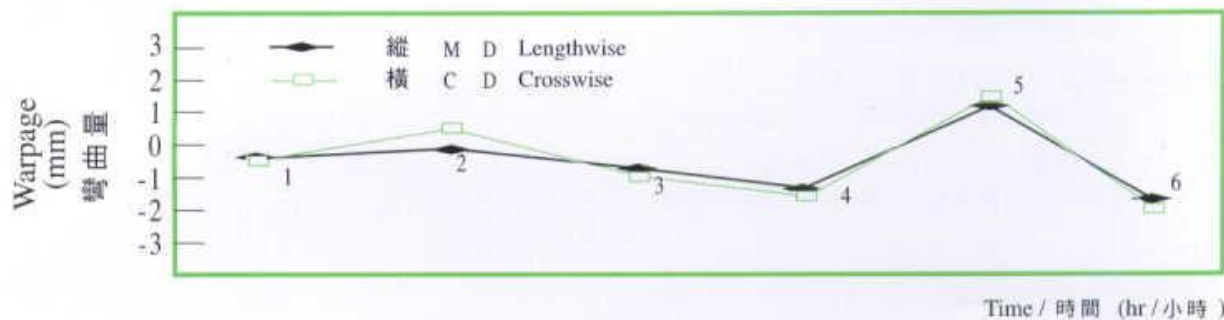 Warpage
(mm)
彎曲量
3
2
1
0
-1
-2
-3
縱 M D Lengthwise
橫 C D Crosswise
1
2
3
4
5
6
Time / 時間 (hr /小時 )